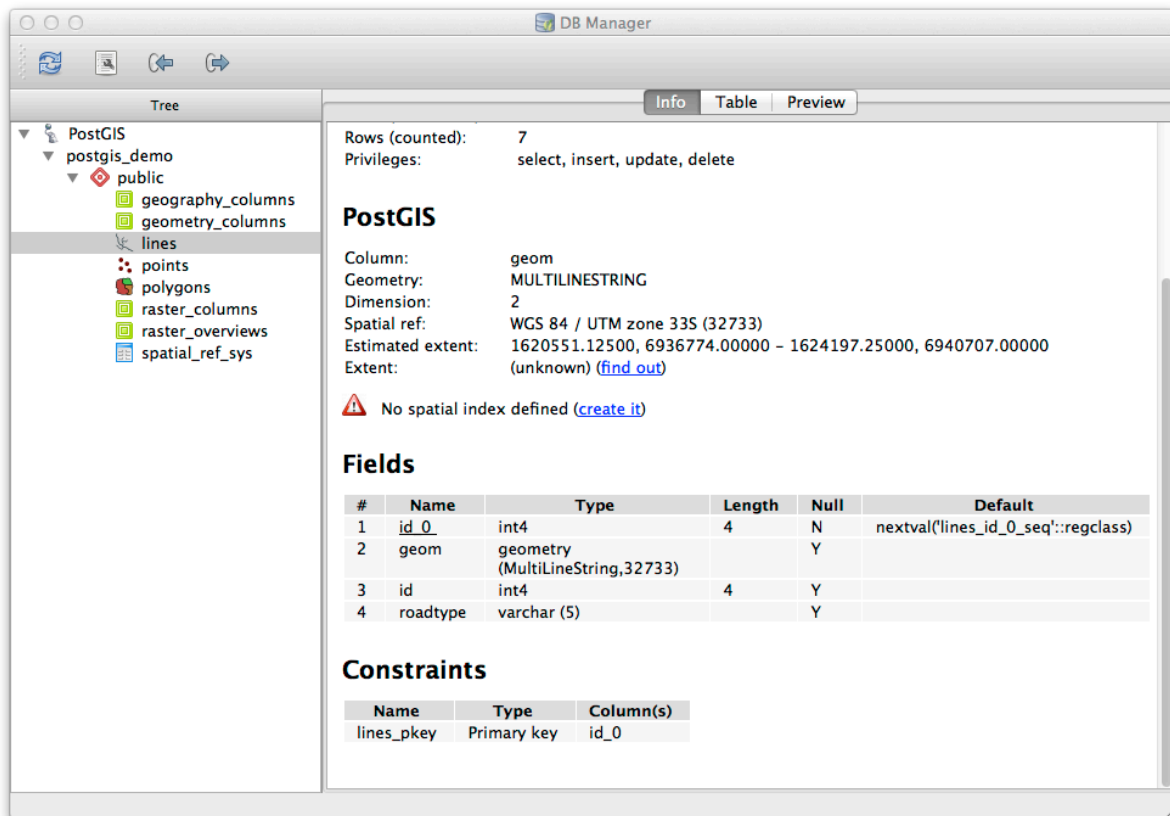 DB Manager
Tree
Info Table Preview
PostGIS
postgis_demo
public
geography_columns
geometry_columns
lines
points
polygons
raster_columns
raster_overviews
spatial_ref_sys
Rows (counted): 7
Privileges: select, insert, update, delete
PostGIS
Column: geom
Geometry: MULTILINESTRING
Dimension: 2
Spatial ref: WGS 84 / UTM zone 33S (32733)
Estimated extent: 1620551.12500, 6936774.00000 - 1624197.25000, 6940707.00000
Extent: (unknown) (find out)
No spatial index defined (create it)
Fields
# Name Type Length Null Default
1 id_0 int4 4 N nextval('lines_id_0_seq'::regclass)
2 geom geometry Y
(MultiLineString,32733)
3 id int4 4 Y
4 roadtype varchar (5) Y
Constraints
Name Type Column(s)
lines_pkey Primary key id_0